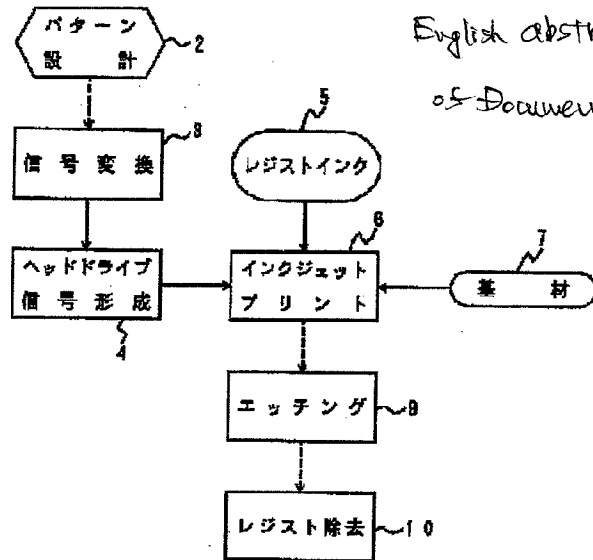 パターン
設計
2
English abst
of Documen
信号変換
3
5
レジストインク
ヘッドドライブ
信号形成
4
6
インクジェット
プリント
7
基材
エッチング
9
レジスト除去
10